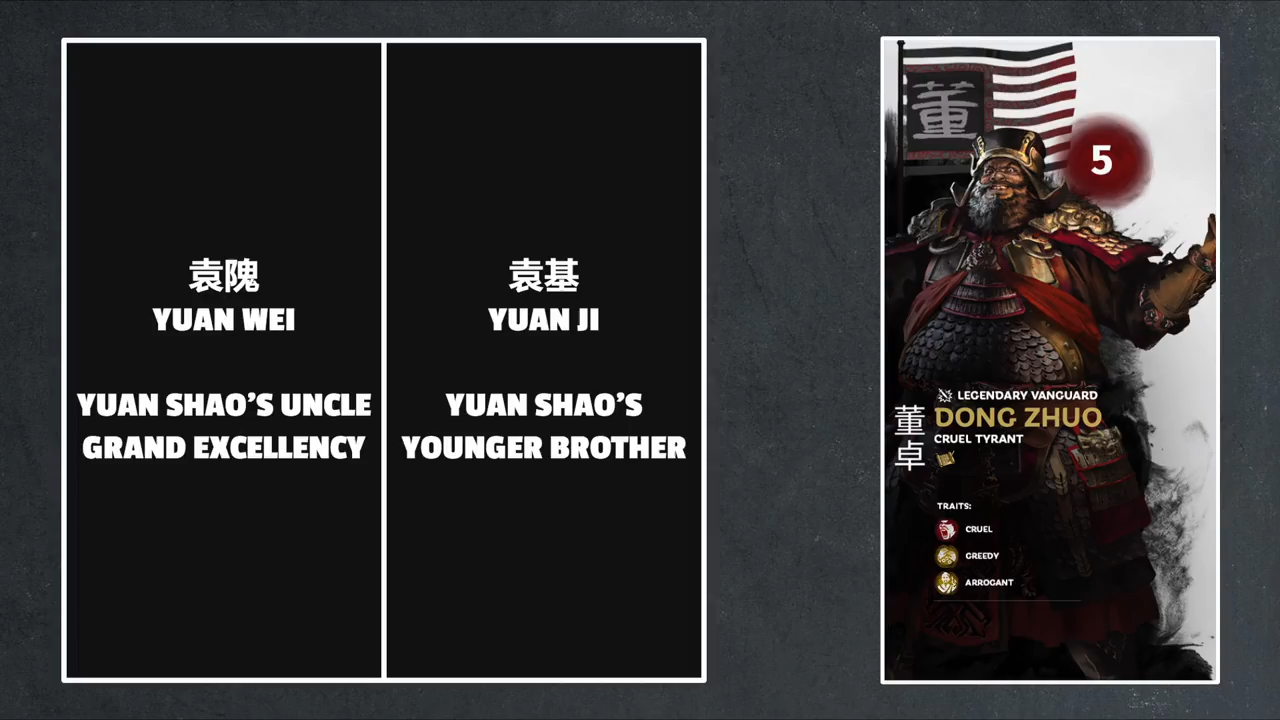 袁隗
YUAN WEI
YUAN SHAO'S UNCLE
GRAND EXCELLENCY
袁基
YUAN JI
YUAN SHAO'S
YOUNGER BROTHER
董
5
LEGENDARY VANGUARD
董卓
DONG ZHUO
CRUEL TYRANT
TRAITS:
CRUEL
GREEDY
ARROGANT